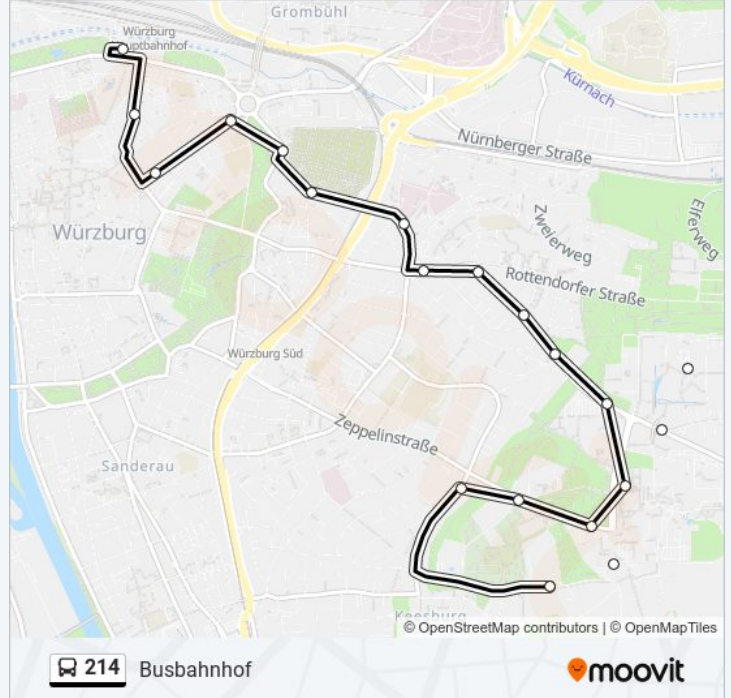 Grombühl
Würzburg
Hauptbahnhof
Kürnach
Nürnberger Straße
Elferweg
Zweierweg
Würzburg
Rottendorfer Straße
Würzburg Süd
Zeppelinstraße
Sanderau
Keesburg
© OpenStreetMap contributors | © OpenMapTiles
214 Busbahnhof
moovit